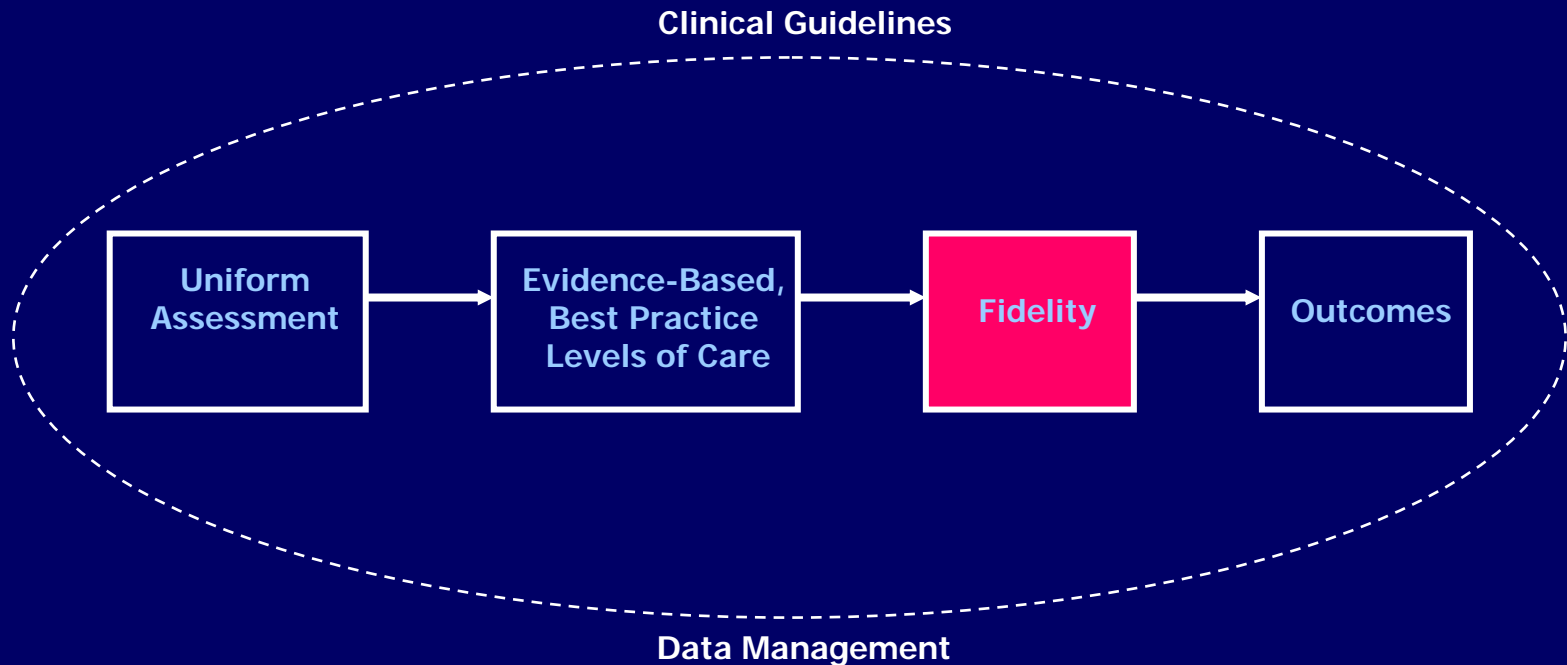 Clinical Guidelines
Uniform
Assessment
Evidence-Based,
Best Practice
Levels of Care
Fidelity
Outcomes
Data Management